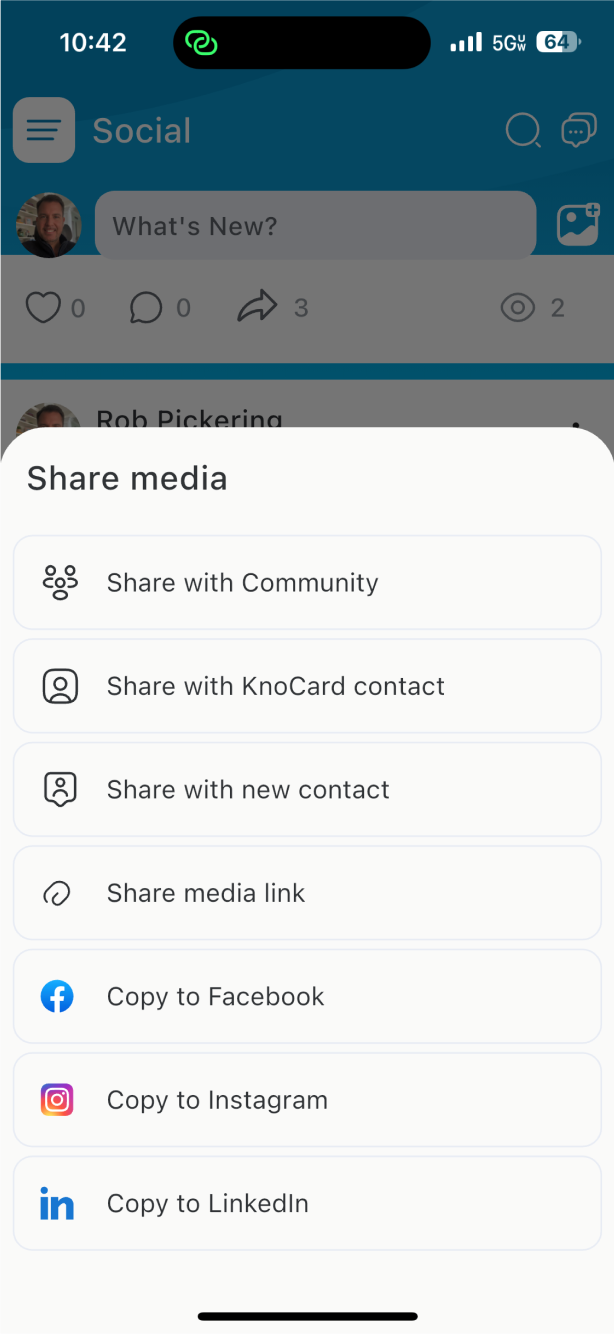 10:42
5G UW 64
Social
What's New?
0 0 3 2
Rob Pickering
Share media
Share with Community
Share with KnoCard contact
Share with new contact
Share media link
Copy to Facebook
Copy to Instagram
in Copy to LinkedIn